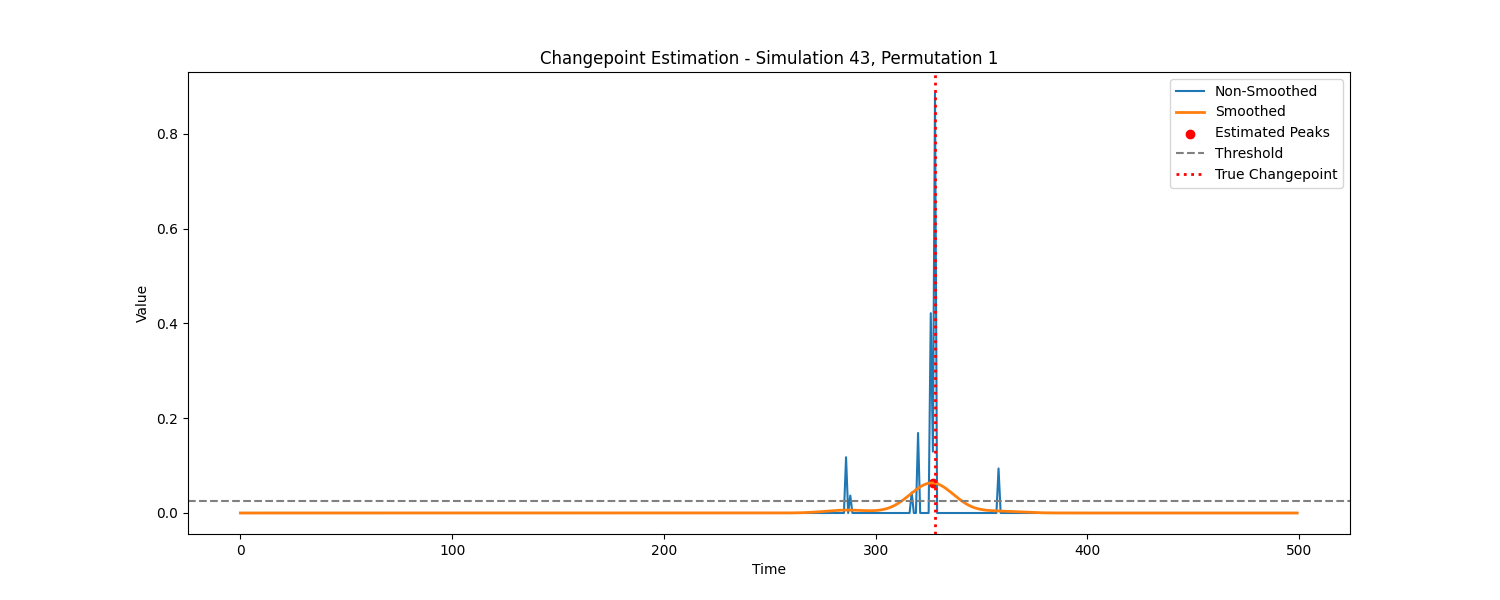 Changepoint Estimation - Simulation 43, Permutation 1
Non-Smoothed
Smoothed
Estimated Peaks
Threshold
True Changepoint
Value
0.8
0.6
0.4
0.2
0.0
0
100
200
300
400
500
Time